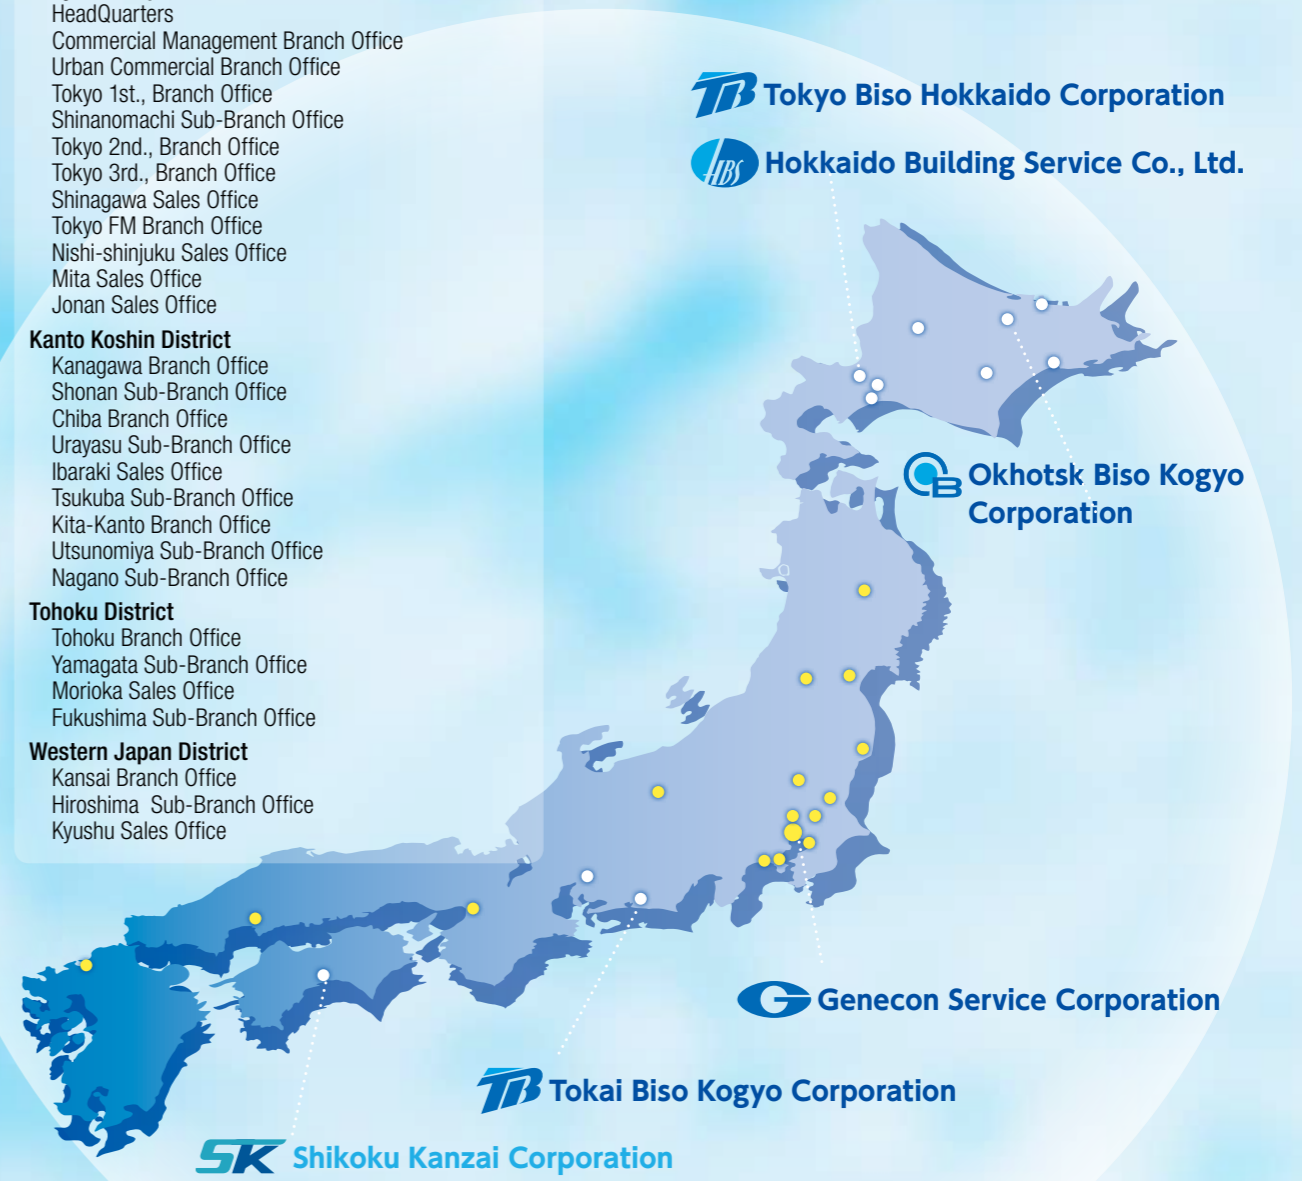 HeadQuarters
Commercial Management Branch Office
Urban Commercial Branch Office
Tokyo 1st., Branch Office
Shinanomachi Sub-Branch Office
Tokyo 2nd., Branch Office
Tokyo 3rd., Branch Office
Shinagawa Sales Office
Tokyo FM Branch Office
Nishi-shinjuku Sales Office
Mita Sales Office
Jonan Sales Office
Kanto Koshin District
Kanagawa Branch Office
Shonan Sub-Branch Office
Chiba Branch Office
Urayasu Sub-Branch Office
Ibaraki Sales Office
Tsukuba Sub-Branch Office
Kita-Kanto Branch Office
Utsunomiya Sub-Branch Office
Nagano Sub-Branch Office
Tohoku District
Tohoku Branch Office
Yamagata Sub-Branch Office
Morioka Sales Office
Fukushima Sub-Branch Office
Western Japan District
Kansai Branch Office
Hiroshima  Sub-Branch Office
Kyushu Sales Office
TB Tokyo Biso Hokkaido Corporation
HBS Hokkaido Building Service Co., Ltd.
B Okhotsk Biso Kogyo
Corporation
G Genecon Service Corporation
TB Tokai Biso Kogyo Corporation
SK Shikoku Kanzai Corporation